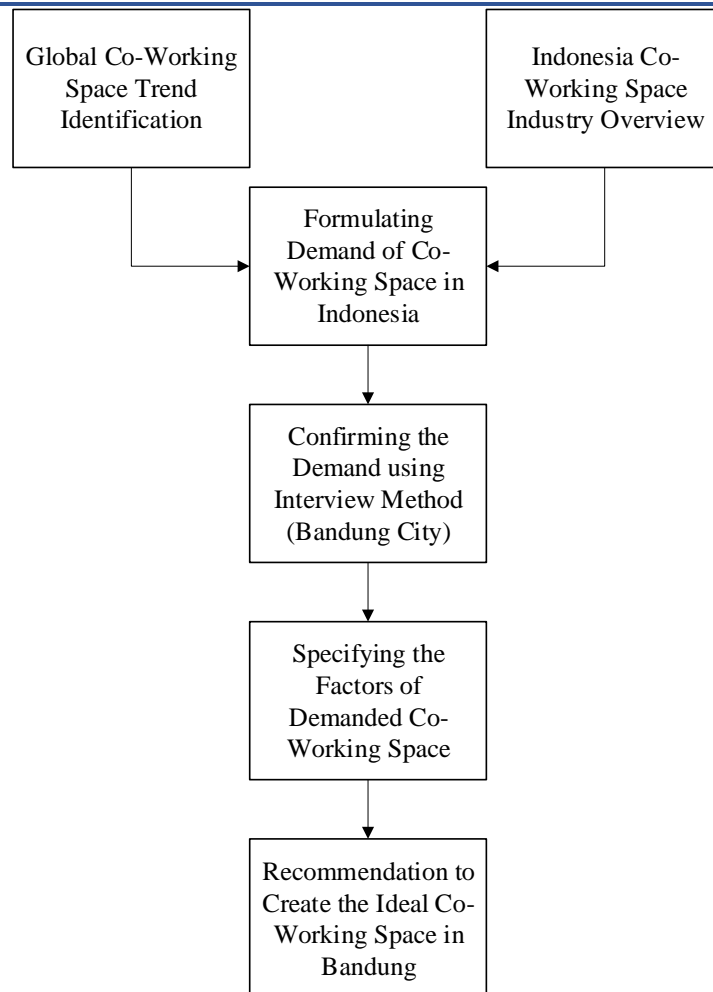 Global Co-Working
Space Trend
Identification
Indonesia Co-
Working Space
Industry Overview
Formulating
Demand of Co-
Working Space in
Indonesia
Confirming the
Demand using
Interview Method
(Bandung City)
Specifying the
Factors of
Demanded Co-
Working Space
Recommendation to
Create the Ideal Co-
Working Space in
Bandung